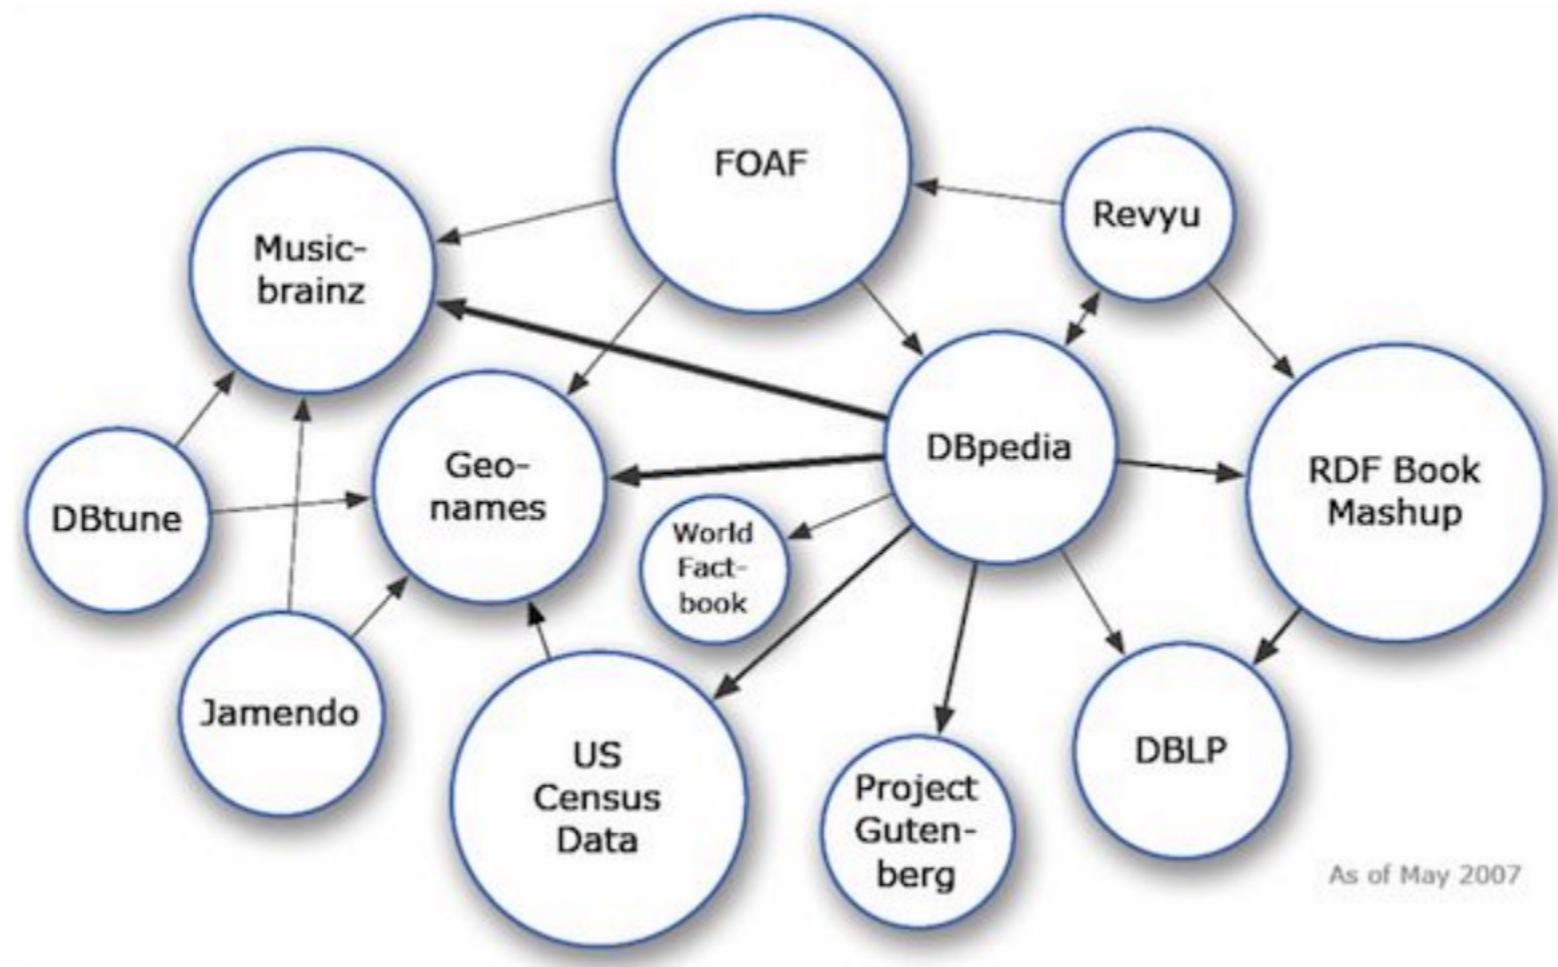 FOAF
Revyu
Music-
brainz
DBpedia
Geo-
names
RDF Book
Mashup
DBtune
World
Fact-
book
Jamendo
US
Census
Data
Project
Guten-
berg
DBLP
As of May 2007